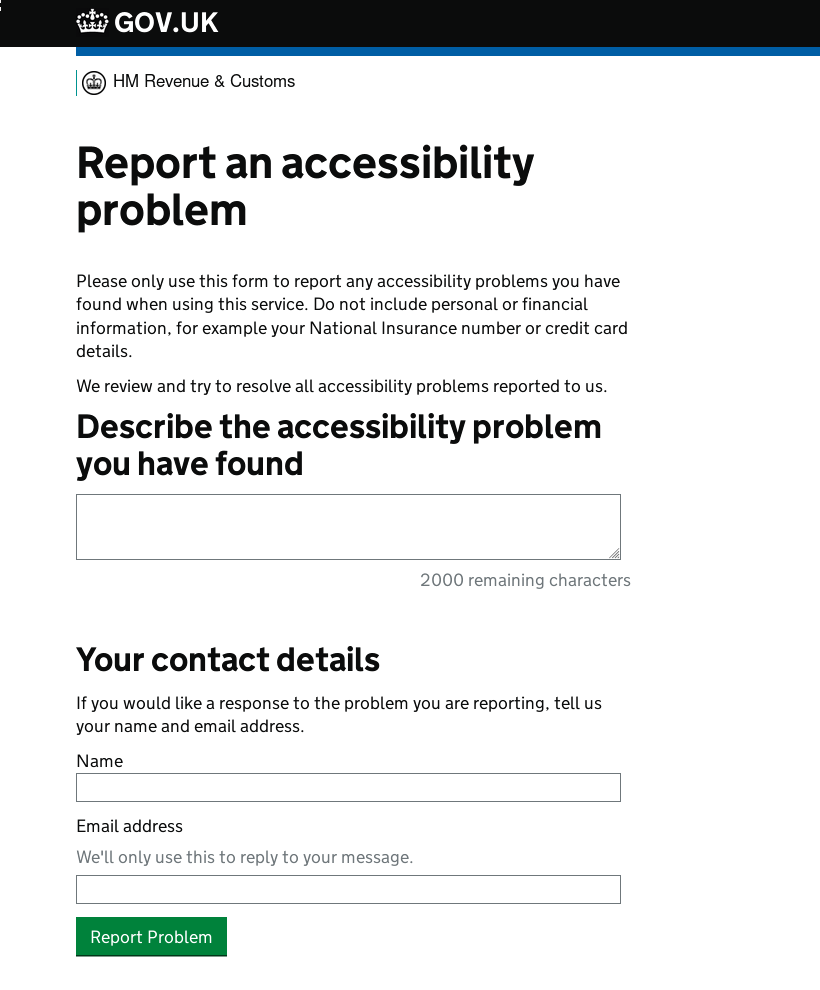 GOV.UK
HM Revenue & Customs
Report an accessibility
problem
Please only use this form to report any accessibility problems you have
found when using this service. Do not include personal or financial
information, for example your National Insurance number or credit card
details.
We review and try to resolve all accessibility problems reported to us.
Describe the accessibility problem
you have found
2000 remaining characters
Your contact details
If you would like a response to the problem you are reporting, tell us
your name and email address.
Name
Email address
We'll only use this to reply to your message.
Report Problem